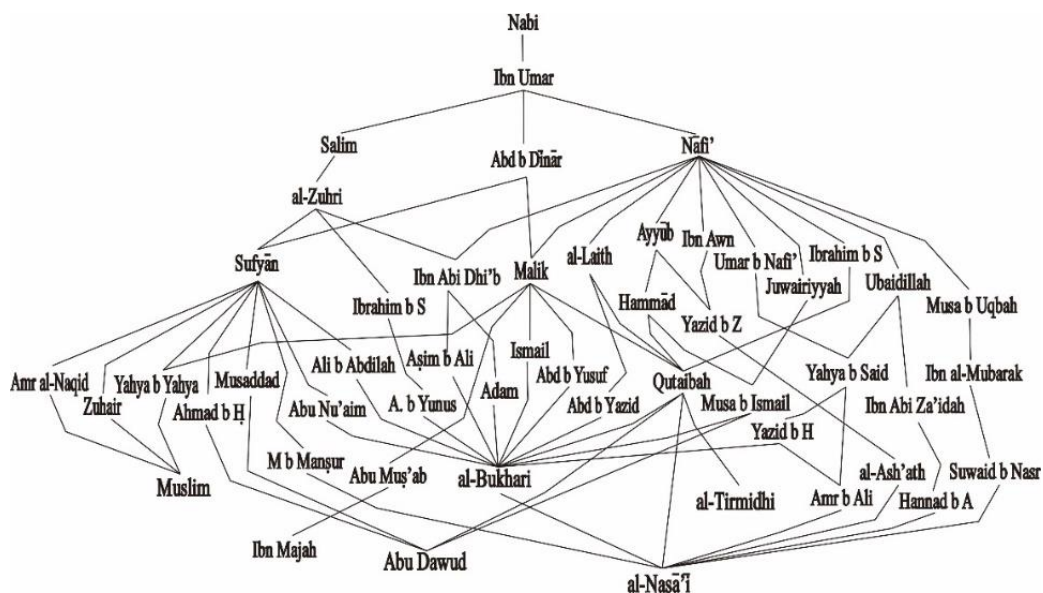 Nabi
Ibn Umar
Salim
Abd b Dīnār
Nāfi’
al-Zuhri
Sufyān
Ibn Abi Dhi’b
Malik
al-Laith
Ayyūb
Ibn Awn
Umar b Nafi’
Ibrahim b S
Juwairiyyah
Ubaidillah
Musa b Uqbah
Ibrahim b S
Hammād
Yazid b Z
Amr al-Naqid
Zuhair
Yahya b Yahya
Ahmad b Ḥ
Musaddad
Ali b Abdilah
Abu Nu’aim
Aṣim b Ali
A. b Yunus
Adam
Ismail
Abd b Yusuf
Abd b Yazid
Qutaibah
Musa b Ismail
Yahya b Said
Yazid b H
Ibn Abi Za’idah
Ibn al-Mubarak
Muslim
M b Manṣur
Abu Muṣ’ab
al-Bukhari
al-Tirmidhi
Amr b Ali
al-Ash’ath
Hannad b A
Suwaid b Nasr
Ibn Majah
Abu Dawud
al-Nasā’ī